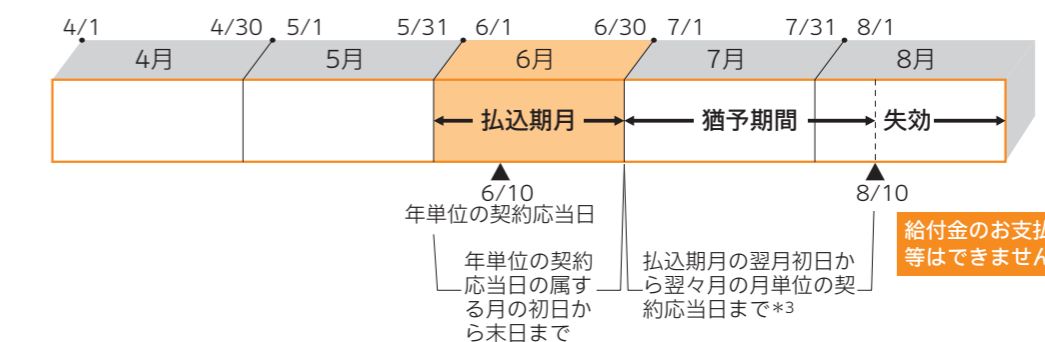 4/1 4/30 5/1 5/31 6/1 6/30 7/1 7/31 8/1
4月 5月 6月 7月 8月
払込期月 猶予期間 失効
6/10 8/10
年単位の契約応当日
年単位の契約
応当日の属す
る月の初日か
ら末日まで
払込期月の翌月初日か
ら翌々月の月単位の契
約応当日まで*3
給付金のお支払
等はできません